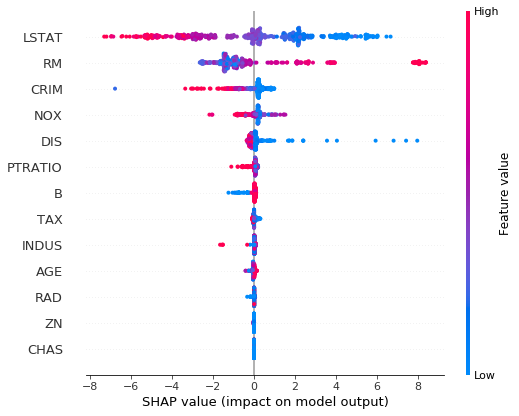 High
LSTAT
RM
CRIM
NOX
DIS
PTRATIO
B
TAX
INDUS
AGE
RAD
ZN
CHAS
Feature value
Low
−8 −6 −4 −2 0 2 4 6 8
SHAP value (impact on model output)